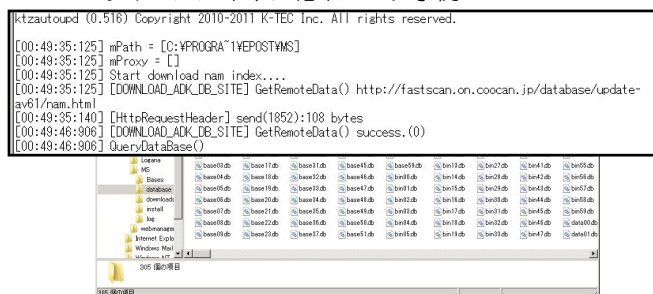 ktzautoupd (0.516) Copyright 2010-2011 K-TEC Inc. All rights reserved.
[00:49:35:125] mPath = [C:¥PROGRA~1¥EPOST¥MS]
[00:49:35:125] mProxy = []
[00:49:35:125] Start download nam index....
[00:49:35:125] [DOWNLOAD_ADK_DB_SITE] GetRemoteData() http://fastscan.on.coocan.jp/database/update-
av61/nam.html
[00:49:35:140] [HttpRequestHeader] send(1852):108 bytes
[00:49:46:906] [DOWNLOAD_ADK_DB_SITE] GetRemoteData() success.(0)
[00:49:46:906] QueryDataBase()
Logana
MS
Bases
database
download
install
log
webmanager
Internet Explo
Windows Mail
Windows NT
base03.db base17.db base31.db base45.db base59.db bin13.db bin27.db bin41.db bin55.db
base04.db base18.db base32.db base46.db bin00.db bin14.db bin28.db bin42.db bin56.db
base05.db base19.db base33.db base47.db bin01.db bin15.db bin29.db bin43.db bin57.db
base06.db base20.db base34.db base48.db bin02.db bin16.db bin30.db bin44.db bin58.db
base07.db base21.db base35.db base49.db bin03.db bin17.db bin31.db bin45.db bin59.db
base08.db base22.db base36.db base50.db bin04.db bin18.db bin32.db bin46.db data00.db
base09.db base23.db base37.db base51.db bin05.db bin19.db bin33.db bin47.db data01.db
305 個の項目
305 個の項目